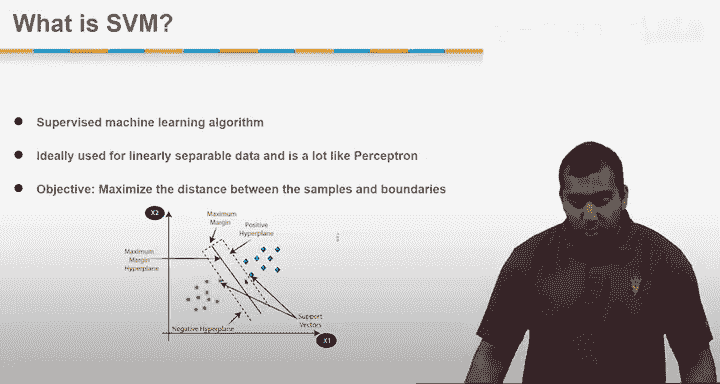 What is SVM?
Supervised machine learning algorithm
Ideally used for linearly separable data and is a lot like Perceptron
Objective: Maximize the distance between the samples and boundaries
X2
Maximum
Margin
Positive
Hyperplane
Maximum
Margin
Hyperplane
Support
Vectors
Negative Hyperplane
X1